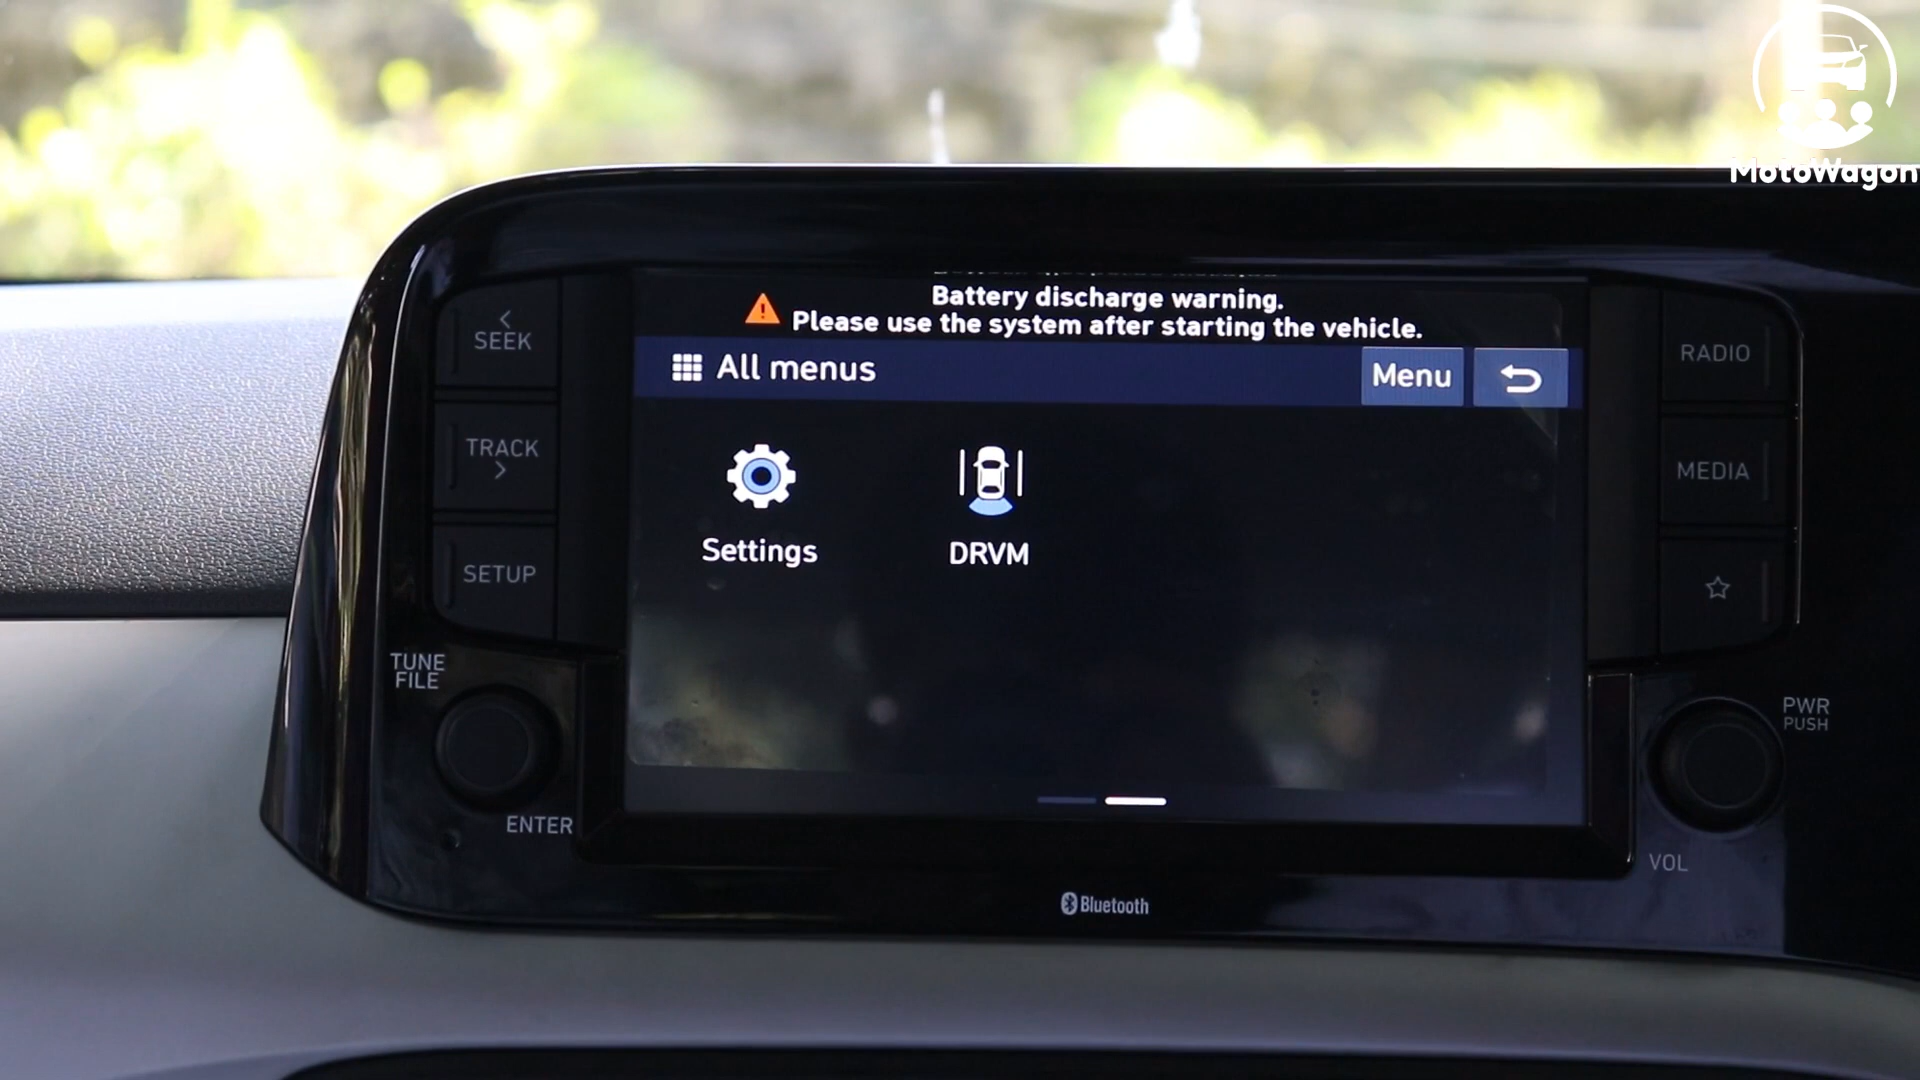 MotoWagon
SEEK
TRACK
SETUP
TUNE
FILE
ENTER
Battery discharge warning.
Please use the system after starting the vehicle.
All menus
Menu
Settings
DRVM
Bluetooth
RADIO
MEDIA
PWR
PUSH
VOL